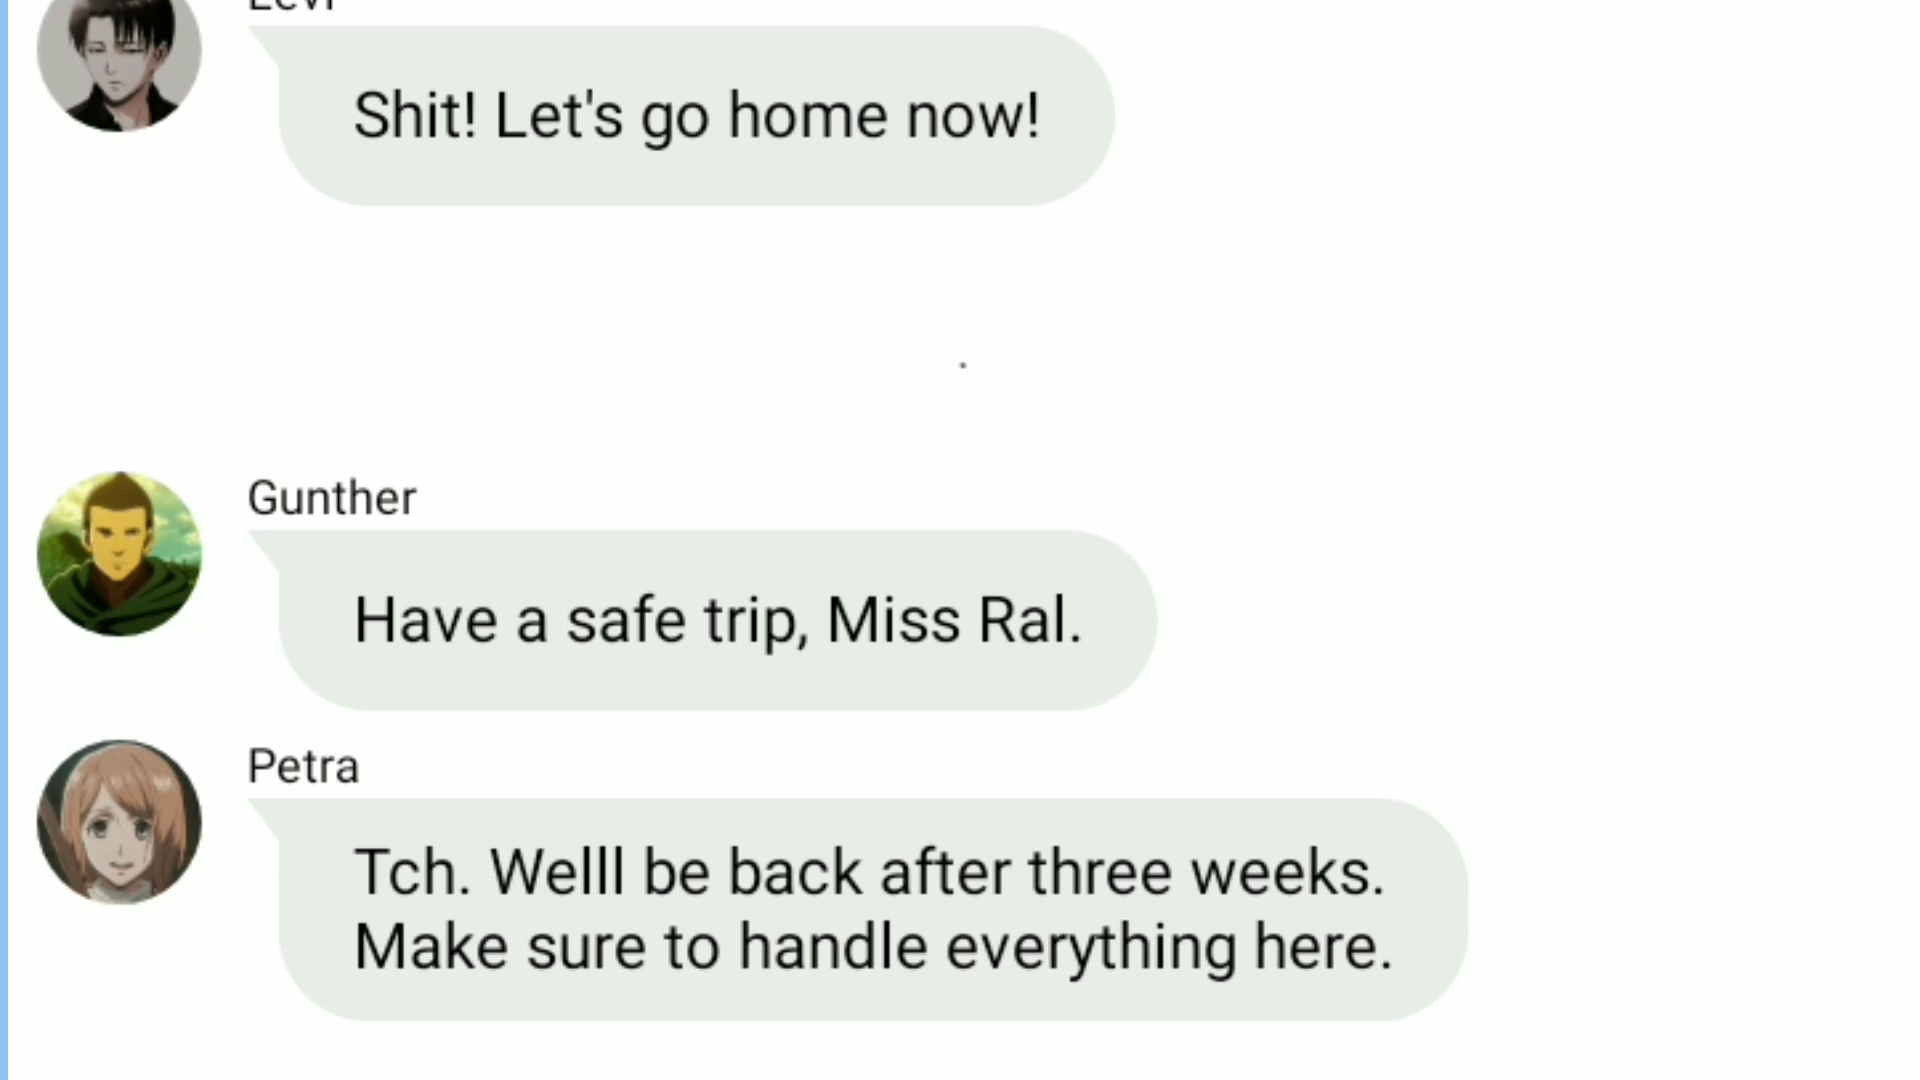 Levi
Shit! Let's go home now!
.
Gunther
Have a safe trip, Miss Ral.
Petra
Tch. Welll be back after three weeks.
Make sure to handle everything here.